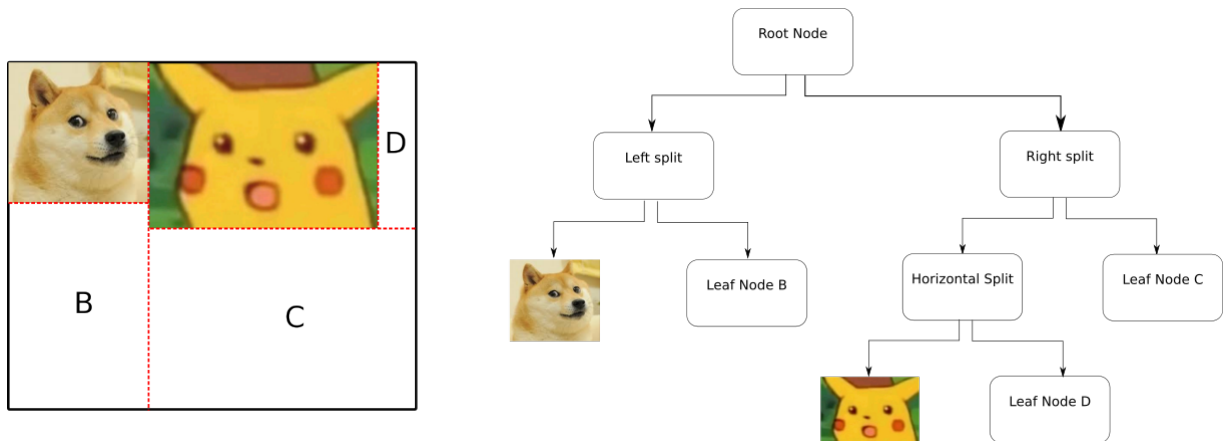 D
B
C
Root Node
Left split
Right split
Leaf Node B
Horizontal Split
Leaf Node C
Leaf Node D